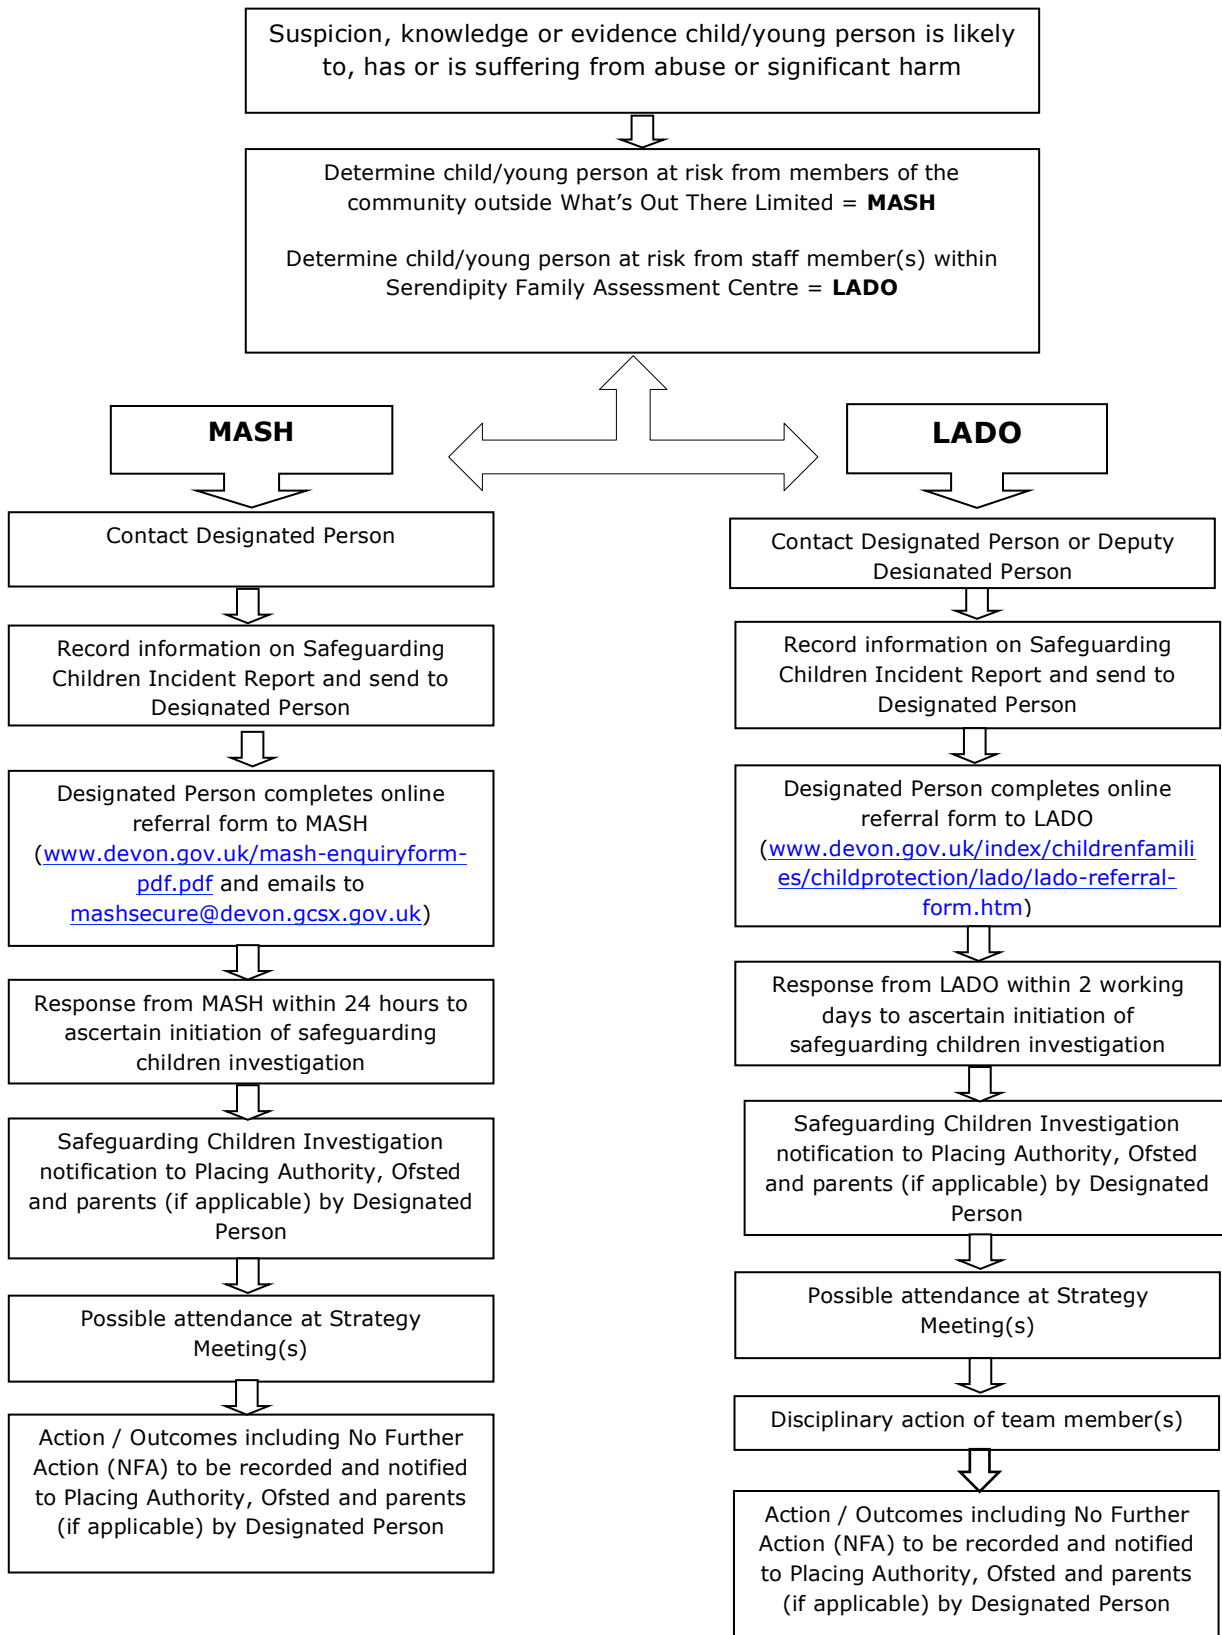 Suspicion, knowledge or evidence child/young person is likely
to, has or is suffering from abuse or significant harm
Determine child/young person at risk from members of the
community outside What’s Out There Limited = MASH
Determine child/young person at risk from staff member(s) within
Serendipity Family Assessment Centre = LADO
MASH
Contact Designated Person
Record information on Safeguarding
Children Incident Report and send to
Designated Person
Designated Person completes online
referral form to MASH
(www.devon.gov.uk/mash-enquiryform-
pdf.pdf and emails to
mashsecure@devon.gcsx.gov.uk)
Response from MASH within 24 hours to
ascertain initiation of safeguarding
children investigation
Safeguarding Children Investigation
notification to Placing Authority, Ofsted
and parents (if applicable) by Designated
Person
Possible attendance at Strategy
Meeting(s)
Action / Outcomes including No Further
Action (NFA) to be recorded and notified
to Placing Authority, Ofsted and parents
(if applicable) by Designated Person
LADO
Contact Designated Person or Deputy
Designated Person
Record information on Safeguarding
Children Incident Report and send to
Designated Person
Designated Person completes online
referral form to LADO
(www.devon.gov.uk/index/childrenfamili
es/childprotection/lado/lado-referral-
form.htm)
Response from LADO within 2 working
days to ascertain initiation of
safeguarding children investigation
Safeguarding Children Investigation
notification to Placing Authority, Ofsted
and parents (if applicable) by Designated
Person
Possible attendance at Strategy
Meeting(s)
Disciplinary action of team member(s)
Action / Outcomes including No Further
Action (NFA) to be recorded and notified
to Placing Authority, Ofsted and parents
(if applicable) by Designated Person